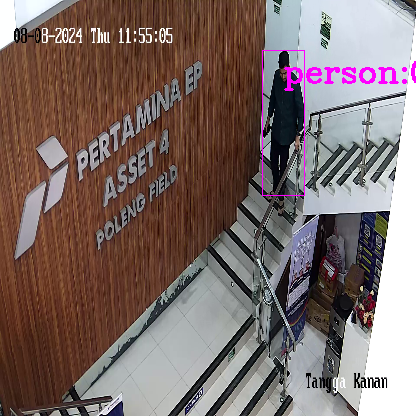 08-08-2024 Thu 11:55:05
person:0
PERTAMINA EP
ASSET 4
POLENG FIELD
Tangga Kanan